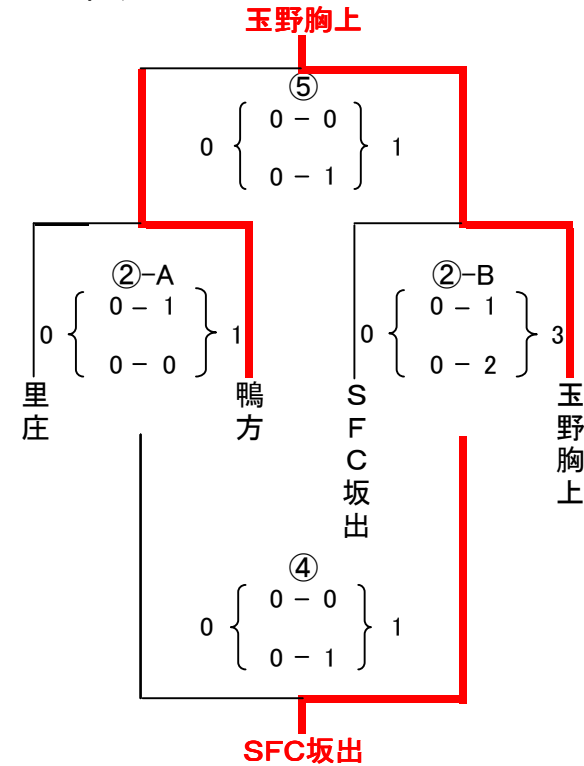 玉野胸上
⑤
0 － 0
0 1
0 － 1
②-A ②-B
0 － 1 0 － 1
0 1 0 3
0 － 0 0 － 2
里庄
鴨方
SFC坂出
玉野胸上
④
0 － 0
0 1
0 － 1
SFC坂出